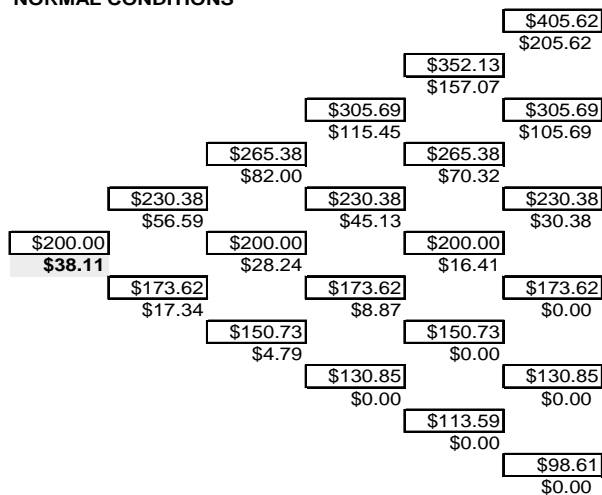 NORMAL CONDITIONS
$405.62
$205.62
$352.13
$157.07
$305.69 $305.69
$115.45 $105.69
$265.38 $265.38
$82.00 $70.32
$230.38 $230.38 $230.38
$56.59 $45.13 $30.38
$200.00 $200.00 $200.00
$38.11 $28.24 $16.41
$173.62 $173.62 $173.62
$17.34 $8.87 $0.00
$150.73 $150.73
$4.79 $0.00
$130.85 $130.85
$0.00 $0.00
$113.59
$0.00
$98.61
$0.00